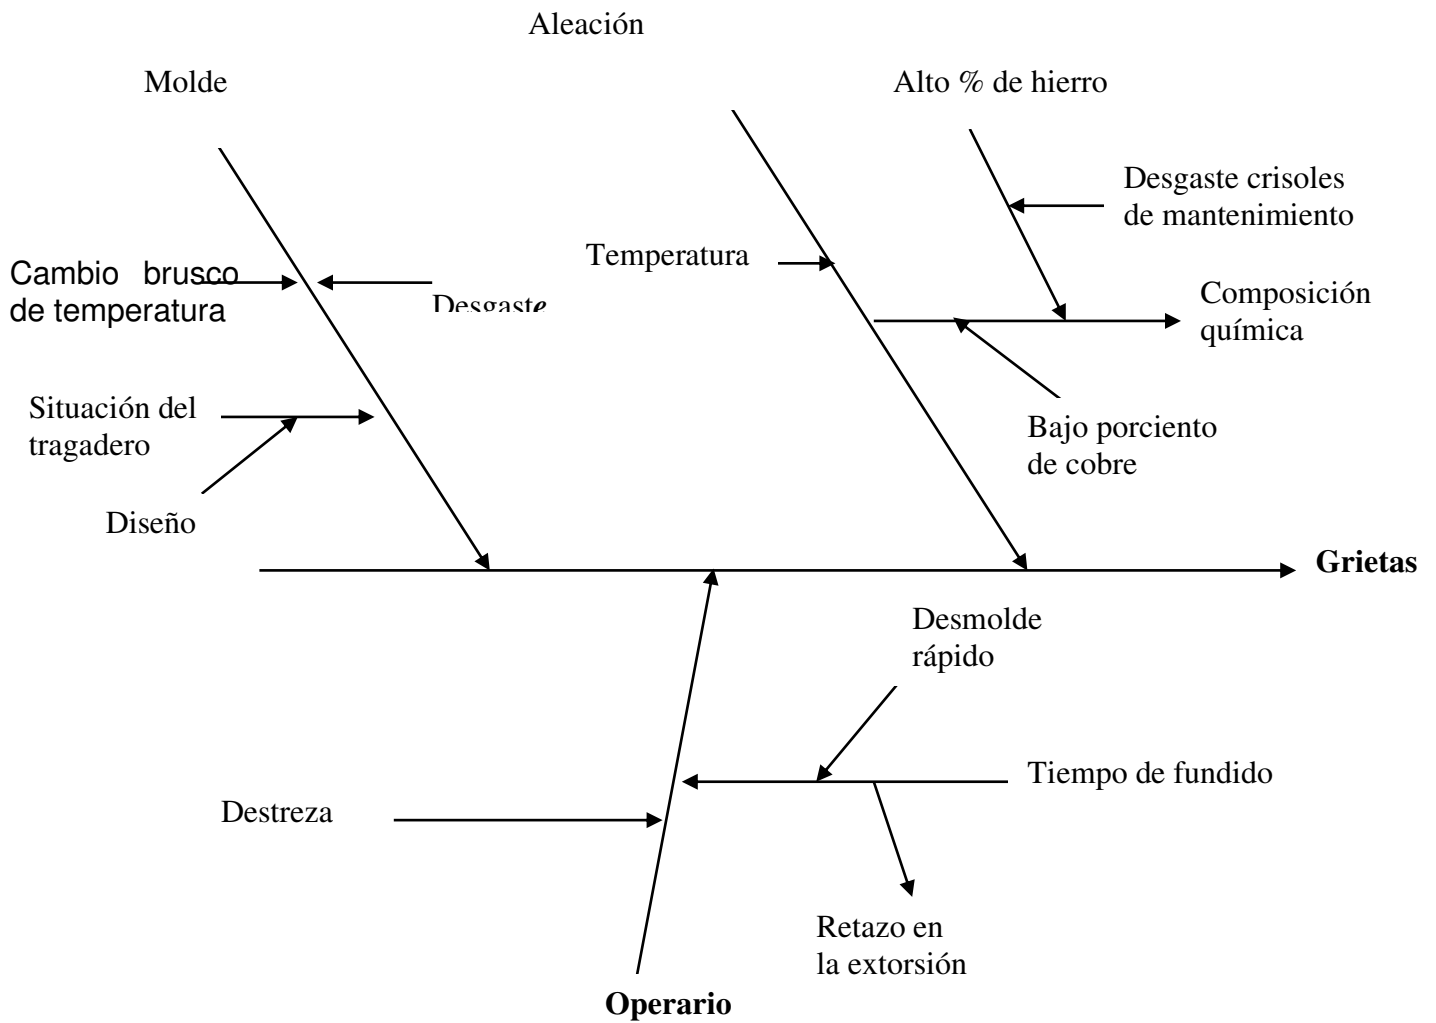 Aleación
Molde
Alto % de hierro
Desgaste crisoles
de mantenimiento
Temperatura
Cambio brusco
de temperatura
Desgaste
Composición
química
Situación del
tragadero
Bajo porciento
de cobre
Diseño
Grietas
Desmolde
rápido
Tiempo de fundido
Destreza
Retazo en
la extorsión
Operario